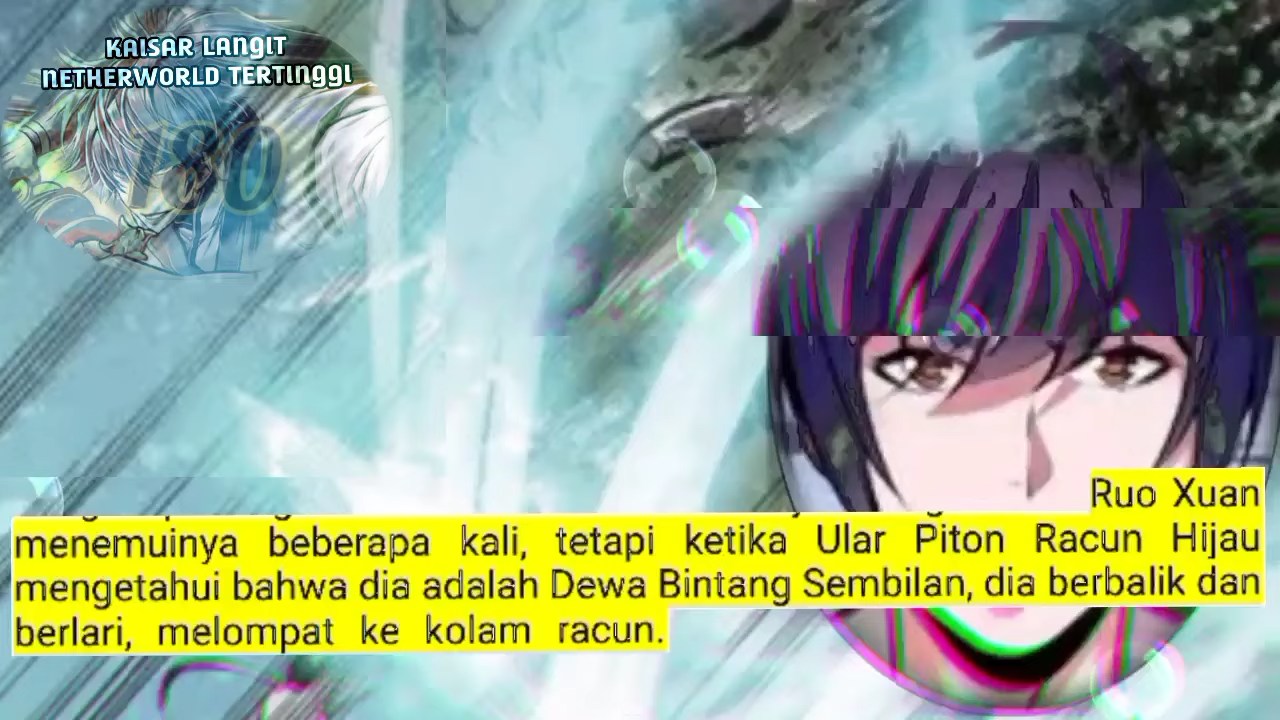 KAISAR LANGIT
NETHERWORLD TERTINGGI
180
Ruo Xuan
menemuinya beberapa kali, tetapi ketika Ular Piton Racun Hijau
mengetahui bahwa dia adalah Dewa Bintang Sembilan, dia berbalik dan
berlari, melompat ke kolam racun.